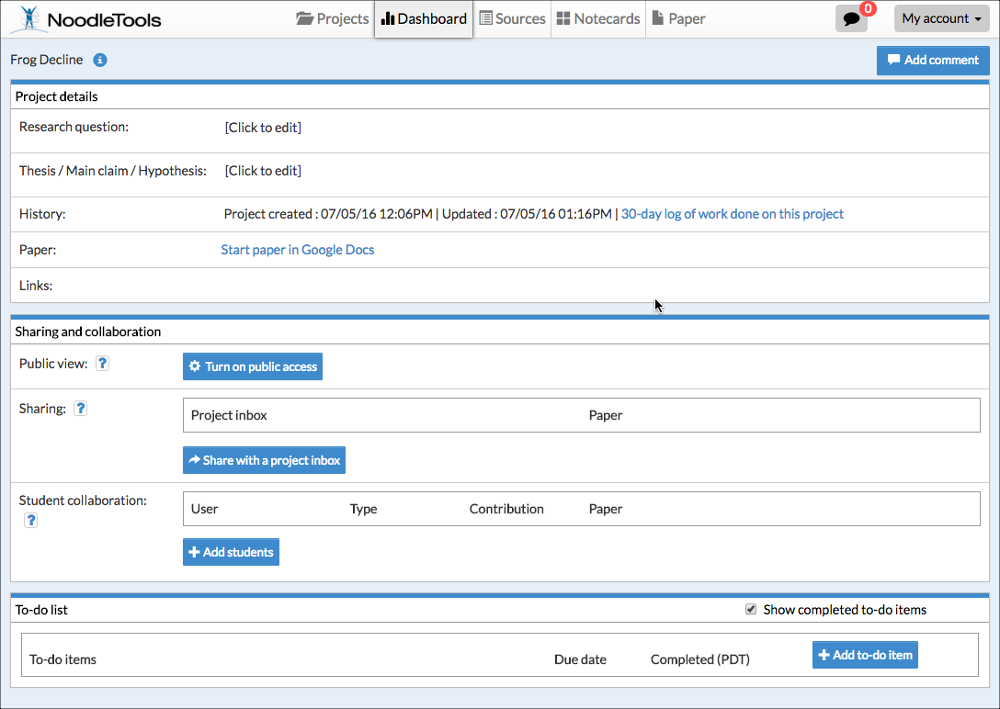 NoodleTools Projects Dashboard Sources Notecards Paper 0 My account
Frog Decline Add comment
Project details
Research question: [Click to edit]
Thesis / Main claim / Hypothesis: [Click to edit]
History: Project created : 07/05/16 12:06PM | Updated : 07/05/16 01:16PM | 30-day log of work done on this project
Paper: Start paper in Google Docs
Links:
Sharing and collaboration
Public view: ? Turn on public access
Sharing: ? Project inbox Paper
Share with a project inbox
Student collaboration: User Type Contribution Paper
?
Add students
To-do list Show completed to-do items
To-do items Due date Completed (PDT) Add to-do item